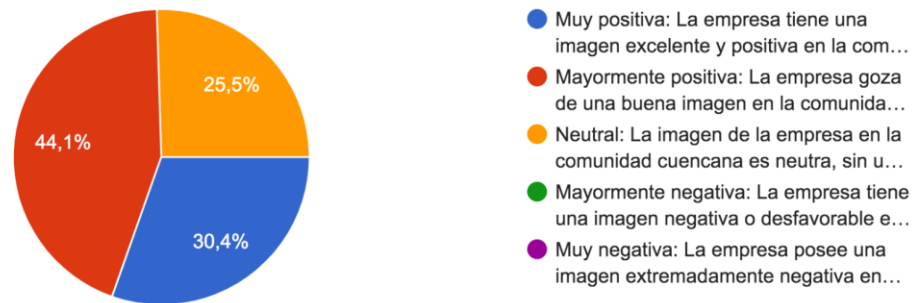 25,5%
44,1%
30,4%
Muy positiva: La empresa tiene una
imagen excelente y positiva en la com…
Mayormente positiva: La empresa goza
de una buena imagen en la comunida…
Neutral: La imagen de la empresa en la
comunidad cuencana es neutra, sin u…
Mayormente negativa: La empresa tiene
una imagen negativa o desfavorable e…
Muy negativa: La empresa posee una
imagen extremadamente negativa en…